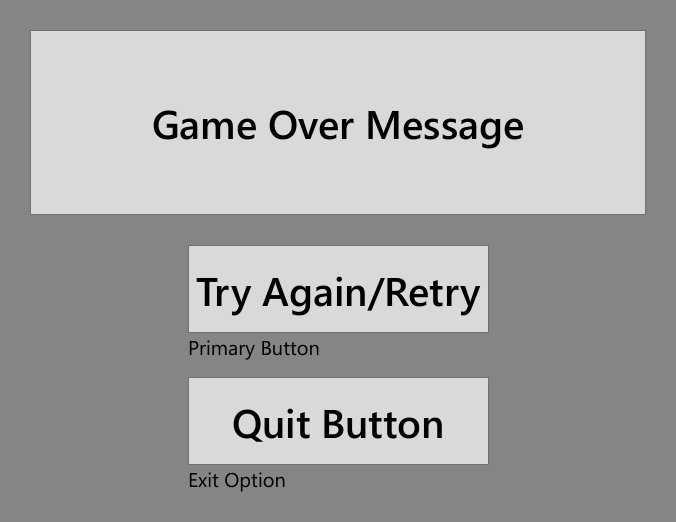 Game Over Message
Try Again/Retry
Primary Button
Quit Button
Exit Option